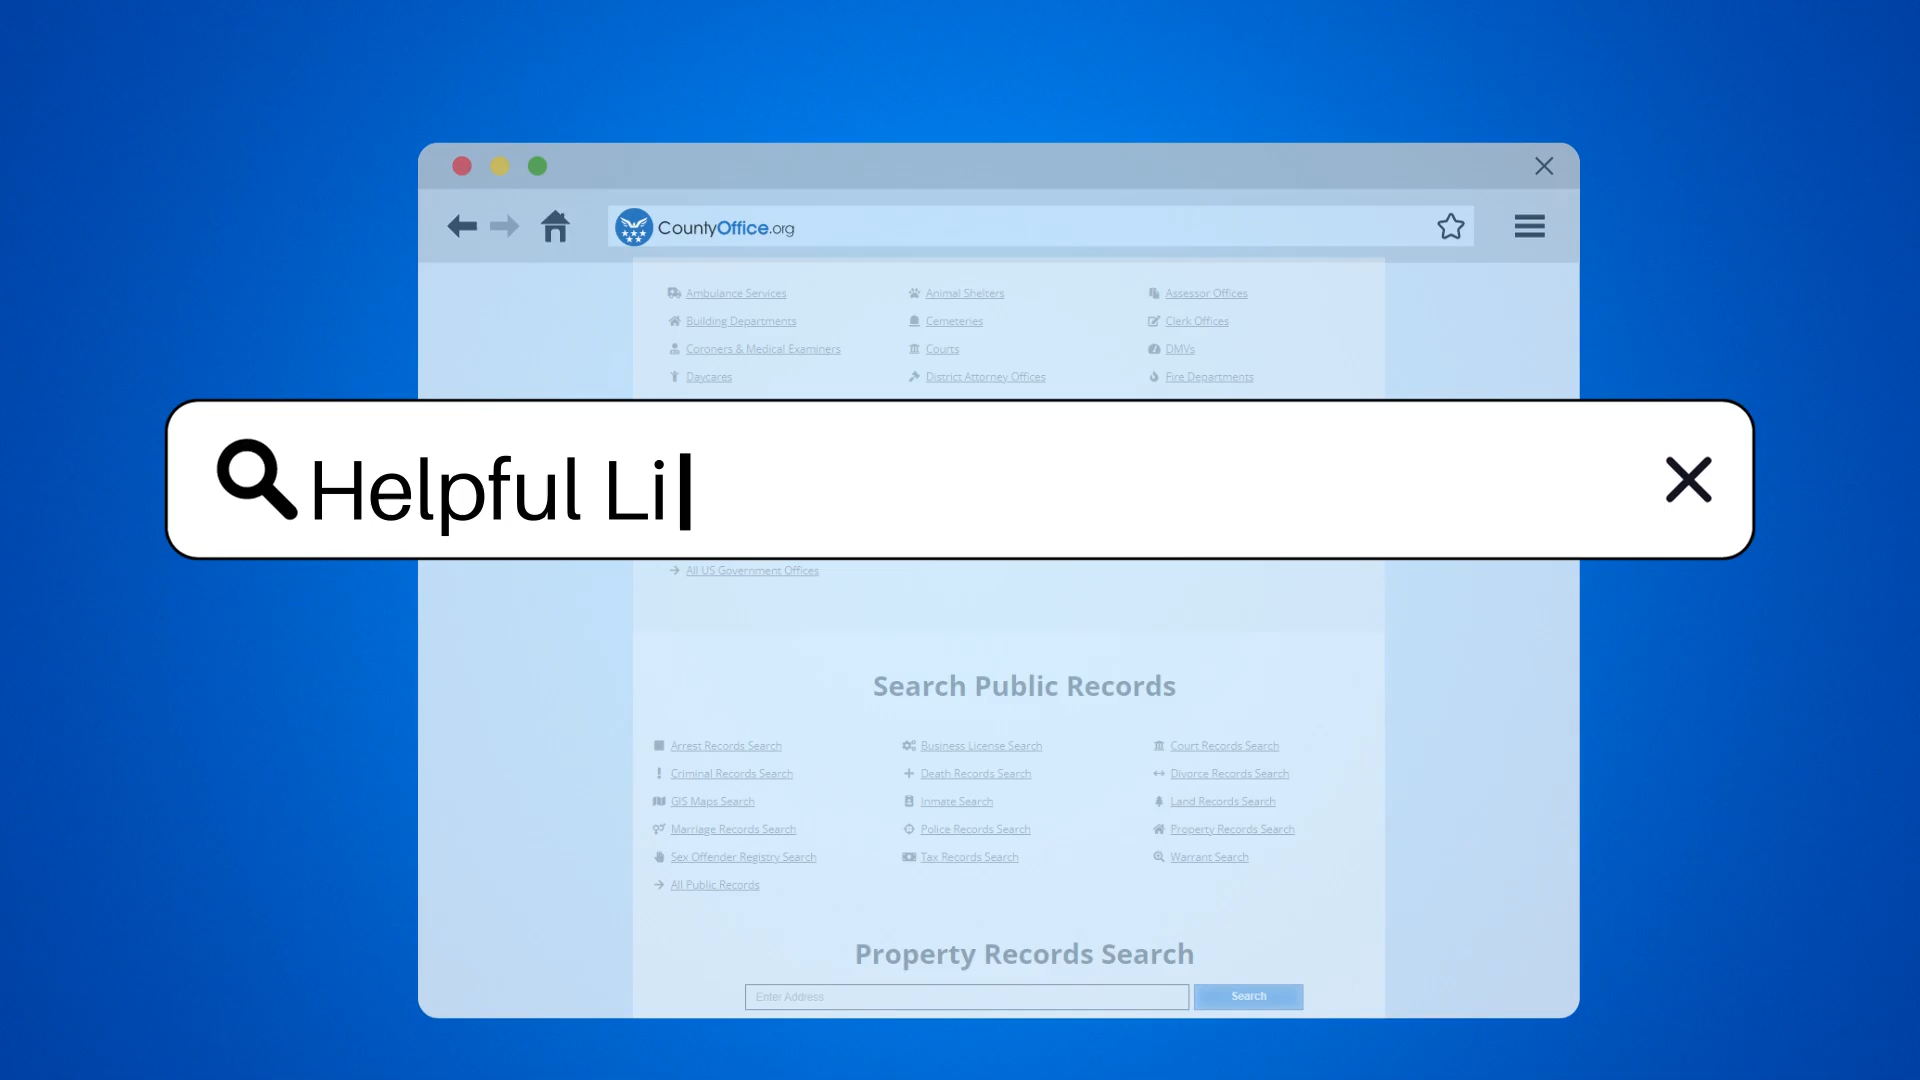 CountyOffice.org
Ambulance Services Animal Shelters Assessor Offices
Building Departments Cemeteries Clerk Offices
Coroners & Medical Examiners Courts DMVs
Daycares District Attorney Offices Fire Departments
Helpful Li
All US Government Offices
Search Public Records
Arrest Records Search Business License Search Court Records Search
Criminal Records Search Death Records Search Divorce Records Search
GIS Maps Search Inmate Search Land Records Search
Marriage Records Search Police Records Search Property Records Search
Sex Offender Registry Search Tax Records Search Warrant Search
All Public Records
Property Records Search
Enter Address Search